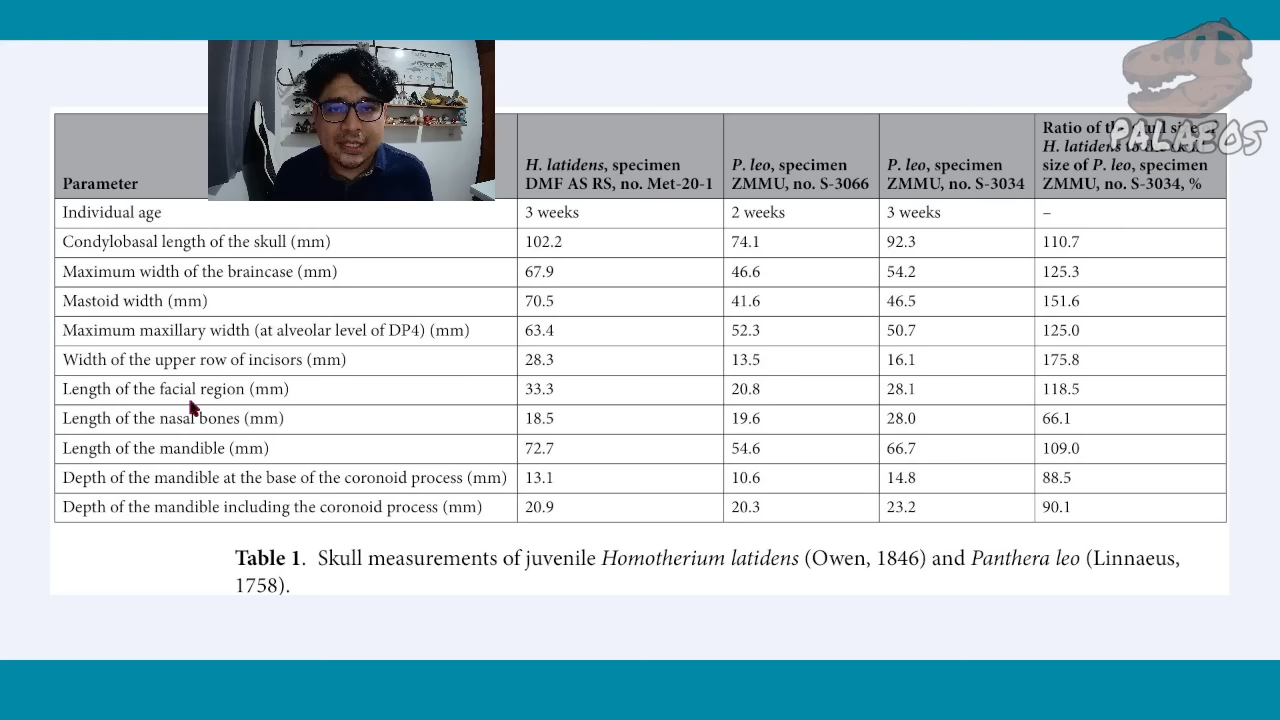 Parameter
H. latidens, specimen
DMF AS RS, no. Met-20-1
P. leo, specimen
ZMMU, no. S-3066
P. leo, specimen
ZMMU, no. S-3034
Ratio of
H. latidens
size of P. leo, specimen
ZMMU, no. S-3034, %
PALAEOS
Individual age 3 weeks 2 weeks 3 weeks –
Condylobasal length of the skull (mm) 102.2 74.1 92.3 110.7
Maximum width of the braincase (mm) 67.9 46.6 54.2 125.3
Mastoid width (mm) 70.5 41.6 46.5 151.6
Maximum maxillary width (at alveolar level of DP4) (mm) 63.4 52.3 50.7 125.0
Width of the upper row of incisors (mm) 28.3 13.5 16.1 175.8
Length of the facial region (mm) 33.3 20.8 28.1 118.5
Length of the nasal bones (mm) 18.5 19.6 28.0 66.1
Length of the mandible (mm) 72.7 54.6 66.7 109.0
Depth of the mandible at the base of the coronoid process (mm) 13.1 10.6 14.8 88.5
Depth of the mandible including the coronoid process (mm) 20.9 20.3 23.2 90.1
Table 1. Skull measurements of juvenile Homotherium latidens (Owen, 1846) and Panthera leo (Linnaeus,
1758).